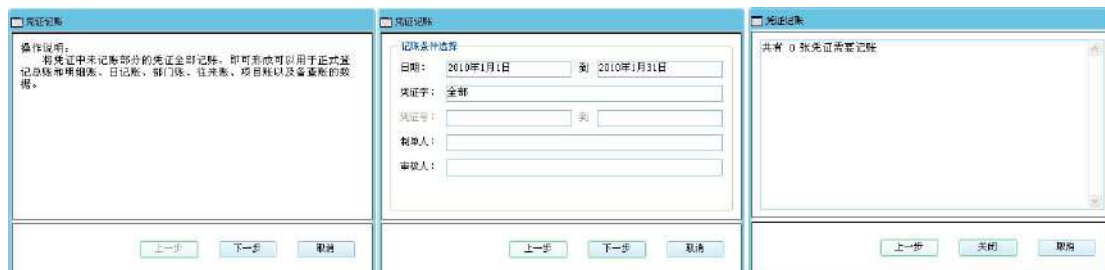 凭证记账
操作说明：
将凭证中未记账部分的凭证全部记账，即可形成可以用于正式登
记总账和明细账、日记账、部门账、往来账、项目账以及备查账的数
据。
上一步 下一步 取消
凭证记账
记账条件选择
日期： 2010年1月1日 到 2010年1月31日
凭证字： 全部
凭证号： 到
制单人：
审核人：
上一步 下一步 取消
凭证记账
共有 0 张凭证需要记账
上一步 关闭 取消